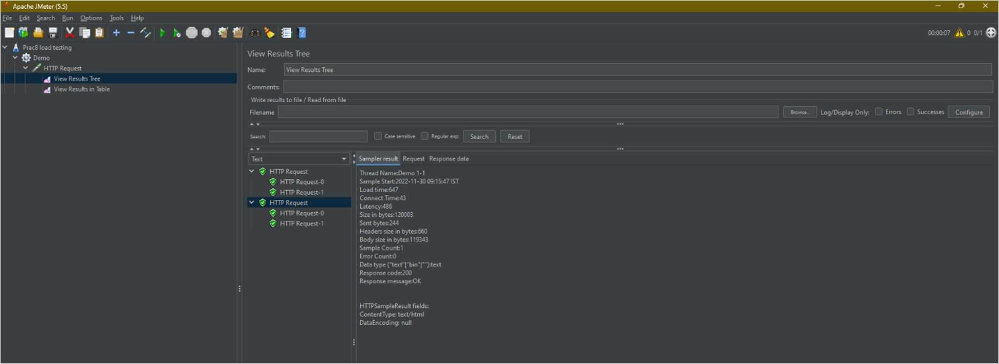 Apache JMeter (5.5)
File Edit Search Run Options Tools Help
00:00:07 0 0/1
Prac8 load testing
Demo
HTTP Request
View Results Tree
View Results in Table
View Results Tree
Name: View Results Tree
Comments:
Write results to file / Read from file
Filename Browse... Log/Display Only: Errors Successes Configure
Search: Case sensitive Regular exp. Search Reset
Text
HTTP Request
HTTP Request-0
HTTP Request-1
HTTP Request
HTTP Request-0
HTTP Request-1
Sampler result Request Response data
Thread Name:Demo 1-1
Sample Start:2022-11-30 09:15:47 IST
Load time:647
Connect Time:43
Latency:486
Size in bytes:120003
Sent bytes:244
Headers size in bytes:660
Body size in bytes:119343
Sample Count:1
Error Count:0
Data type ("text"|"bin"|""):text
Response code:200
Response message:OK
HTTPSampleResult fields:
ContentType: text/html
DataEncoding: null